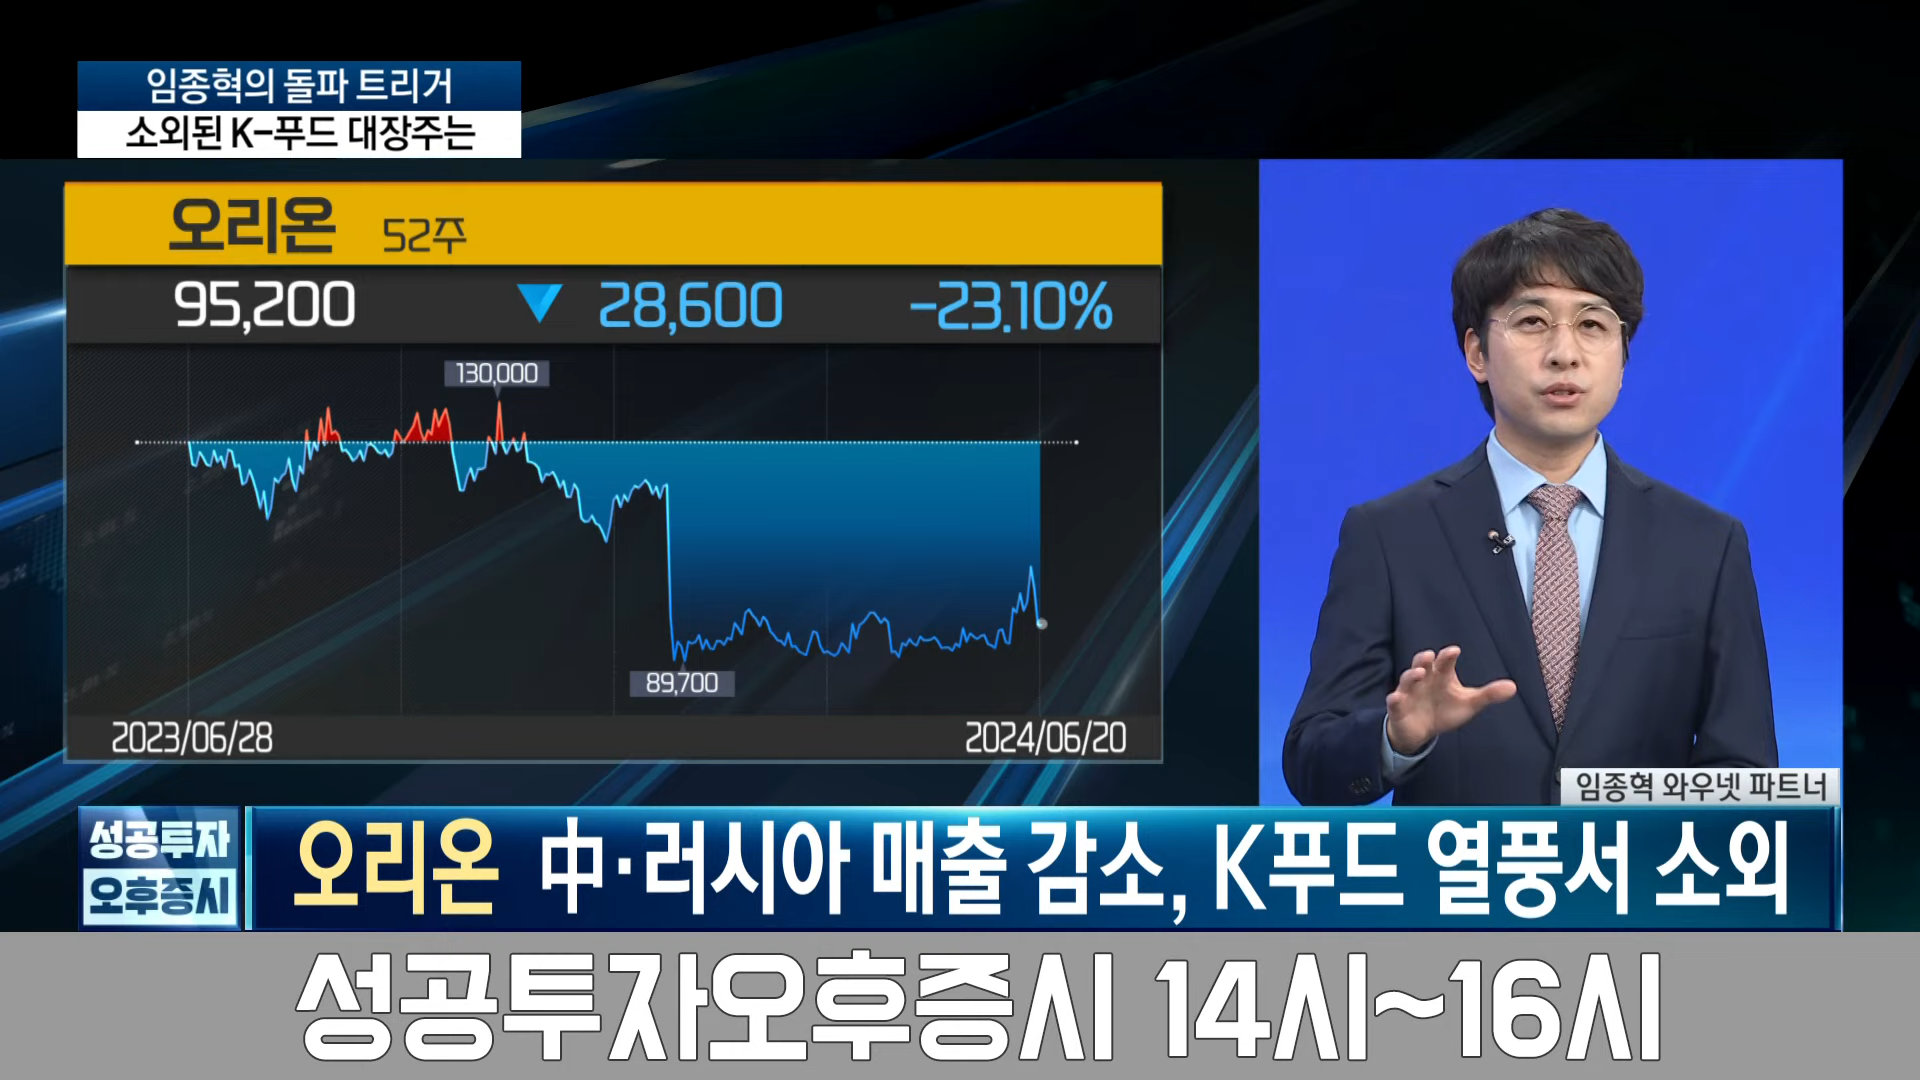 임종혁의 돌파 트리거
소외된 K-푸드 대장주는
오리온 52주
95,200 ▼ 28,600 -23.10%
130,000
89,700
2023/06/28 2024/06/20
임종혁 와우넷 파트너
성공투자
오후증시
오리온 中·러시아 매출 감소, K푸드 열풍서 소외
성공투자오후증시 14시~16시